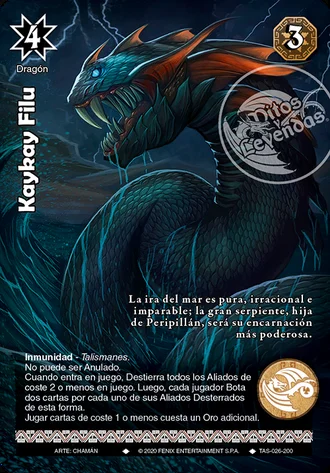 4
Dragón
3
Kaykay Filu
Mitos y
Leyendas
La ira del mar es pura, irracional e
imparable; la gran serpiente, hija
de Peripillán, será su encarnación
más poderosa.
Inmunidad - Talismanes.
No puede ser Anulado.
Cuando entra en juego, Destierra todos los Aliados de
coste 2 o menos en juego. Luego, cada jugador Bota
dos cartas por cada uno de sus Aliados Desterrados
de esta forma.
Jugar cartas de coste 1 o menos cuesta un Oro adicional.
ARTE: CHAMÁN ◆ © 2020 FENIX ENTERTAINMENT S.P.A. ◆ TAS-026-200